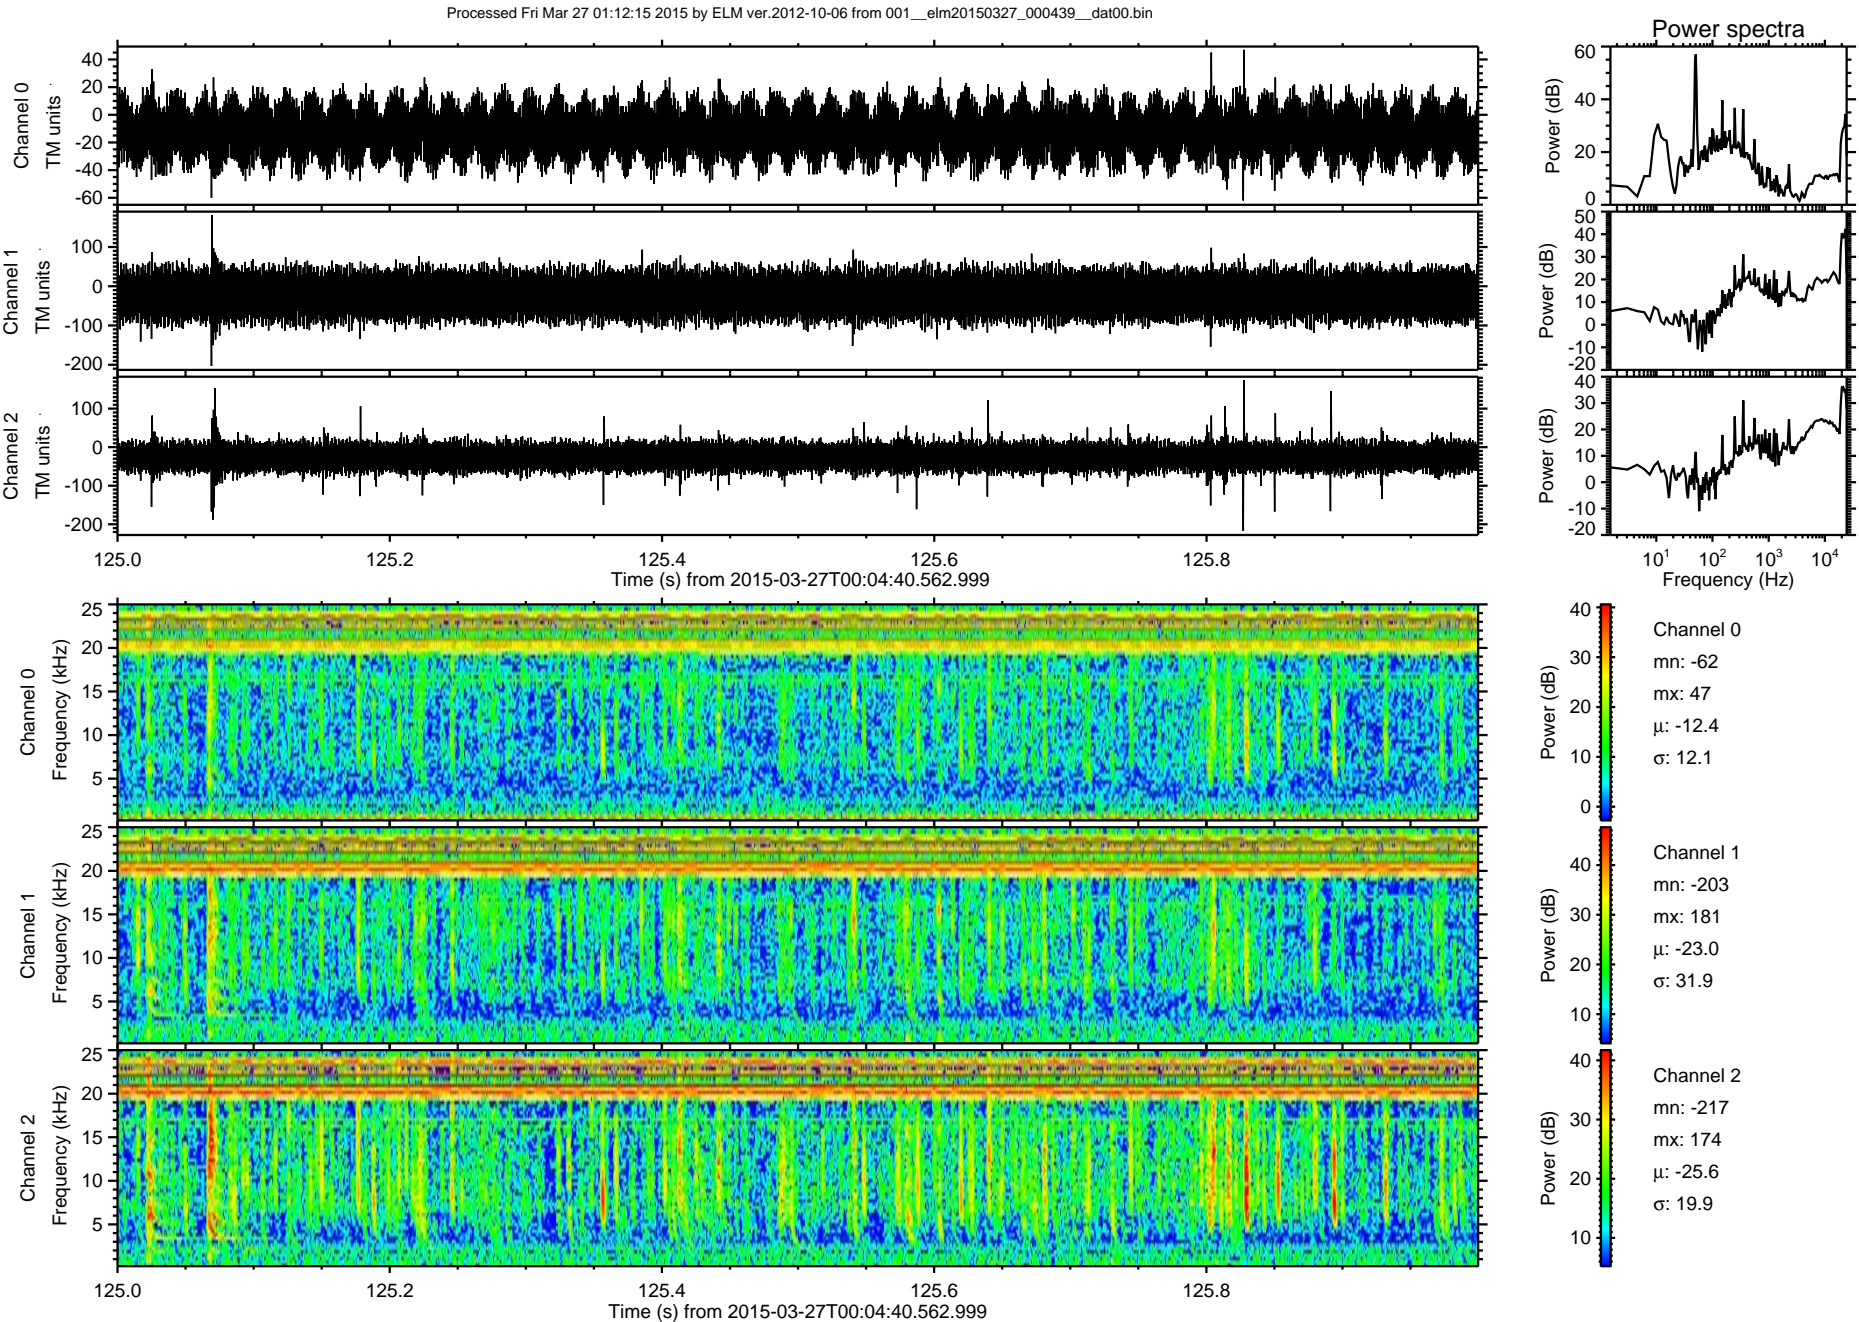 Processed Fri Mar 27 01:12:15 2015 by ELM ver.2012-10-06 from 001__elm20150327_000439__dat00.bin
Power spectra
Channel 0
TM units
40
20
0
-20
-40
-60
Power (dB)
60
40
20
0
Channel 1
TM units
100
0
-100
-200
Power (dB)
50
40
30
20
10
0
-10
-20
Channel 2
TM units
100
0
-100
-200
Power (dB)
40
30
20
10
0
-10
-20
125.0 125.2 125.4 125.6 125.8
Time (s) from 2015-03-27T00:04:40.562.999
10^1 10^2 10^3 10^4
Frequency (Hz)
Channel 0
Frequency (kHz)
25
20
15
10
5
Power (dB)
40
30
20
10
0
Channel 0
mn: -62
mx: 47
μ: -12.4
σ: 12.1
Channel 1
Frequency (kHz)
25
20
15
10
5
Power (dB)
40
30
20
10
Channel 1
mn: -203
mx: 181
μ: -23.0
σ: 31.9
Channel 2
Frequency (kHz)
25
20
15
10
5
Power (dB)
40
30
20
10
Channel 2
mn: -217
mx: 174
μ: -25.6
σ: 19.9
125.0 125.2 125.4 125.6 125.8
Time (s) from 2015-03-27T00:04:40.562.999